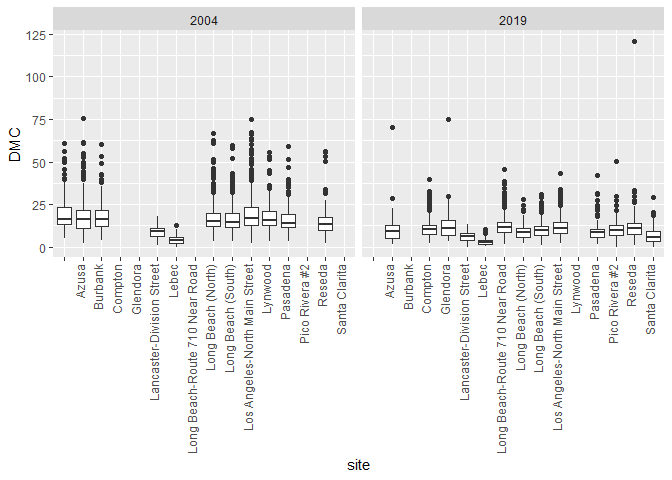 2004
2019
125
100
75
50
25
0
DMC
Azusa
Burbank
Compton
Glendora
Lancaster-Division Street
Lebec
Long Beach-Route 710 Near Road
Long Beach (North)
Long Beach (South)
Los Angeles-North Main Street
Lynwood
Pasadena
Pico Rivera #2
Reseda
Santa Clarita
Azusa
Burbank
Compton
Glendora
Lancaster-Division Street
Lebec
Long Beach-Route 710 Near Road
Long Beach (North)
Long Beach (South)
Los Angeles-North Main Street
Lynwood
Pasadena
Pico Rivera #2
Reseda
Santa Clarita
site